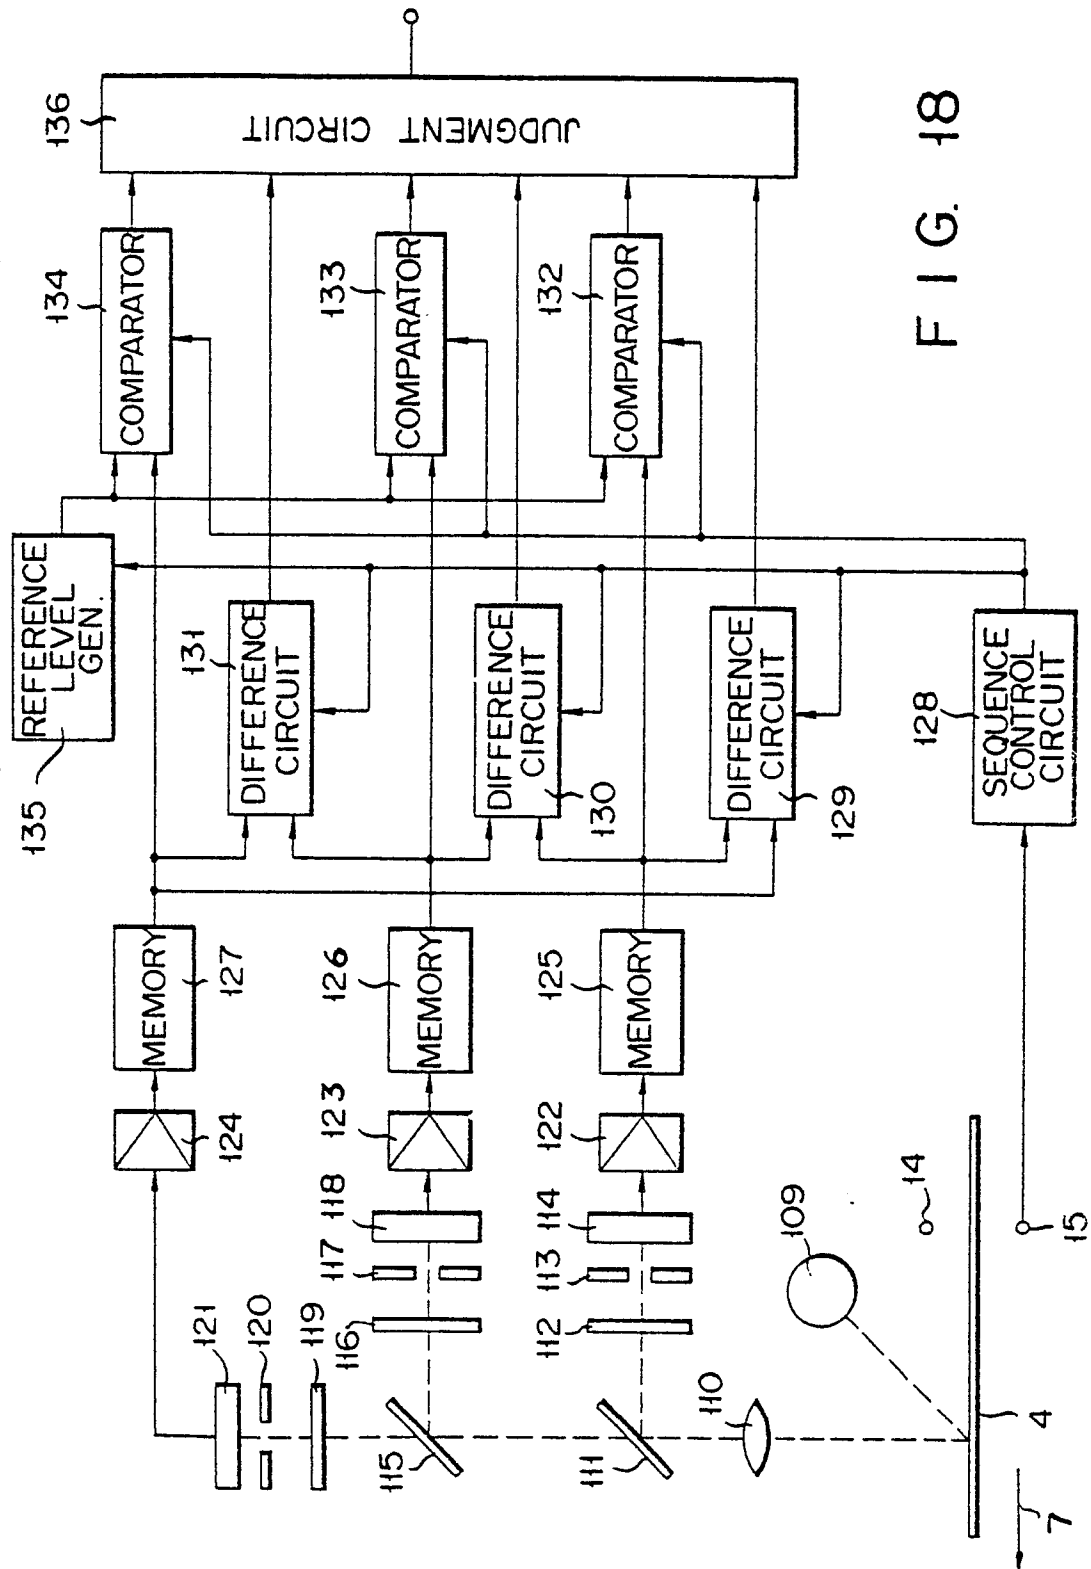 136
JUDGMENT CIRCUIT
134
COMPARATOR
133
COMPARATOR
132
COMPARATOR
FIG. 18
REFERENCE
LEVEL
GEN.
135
131
DIFFERENCE
CIRCUIT
DIFFERENCE
CIRCUIT
130
DIFFERENCE
CIRCUIT
129
128
SEQUENCE
CONTROL
CIRCUIT
MEMORY
127
MEMORY
126
MEMORY
125
124
123
122
118
117
116
114
113
112
121
120
119
115
111
110
109
14
15
4
7